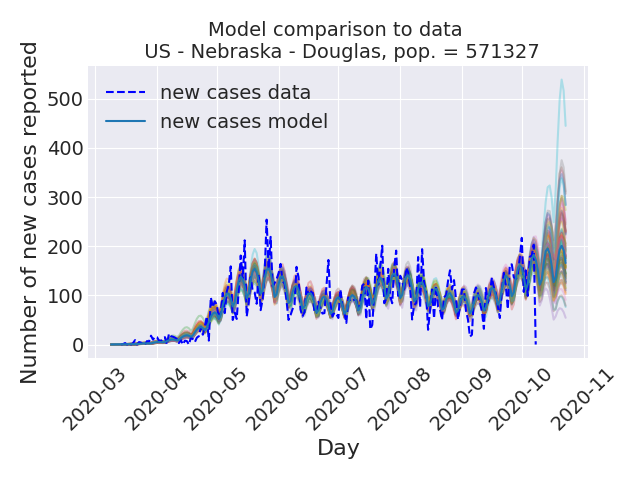 Model comparison to data
US - Nebraska - Douglas, pop. = 571327
Number of new cases reported
500
400
300
200
100
0
new cases data
new cases model
2020-03
2020-04
2020-05
2020-06
2020-07
2020-08
2020-09
2020-10
2020-11
Day